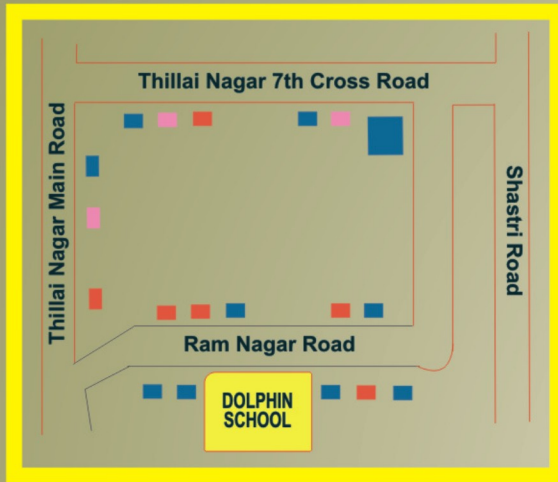 Thillai Nagar 7th Cross Road
Thillai Nagar Main Road
Shastri Road
Ram Nagar Road
DOLPHIN
SCHOOL